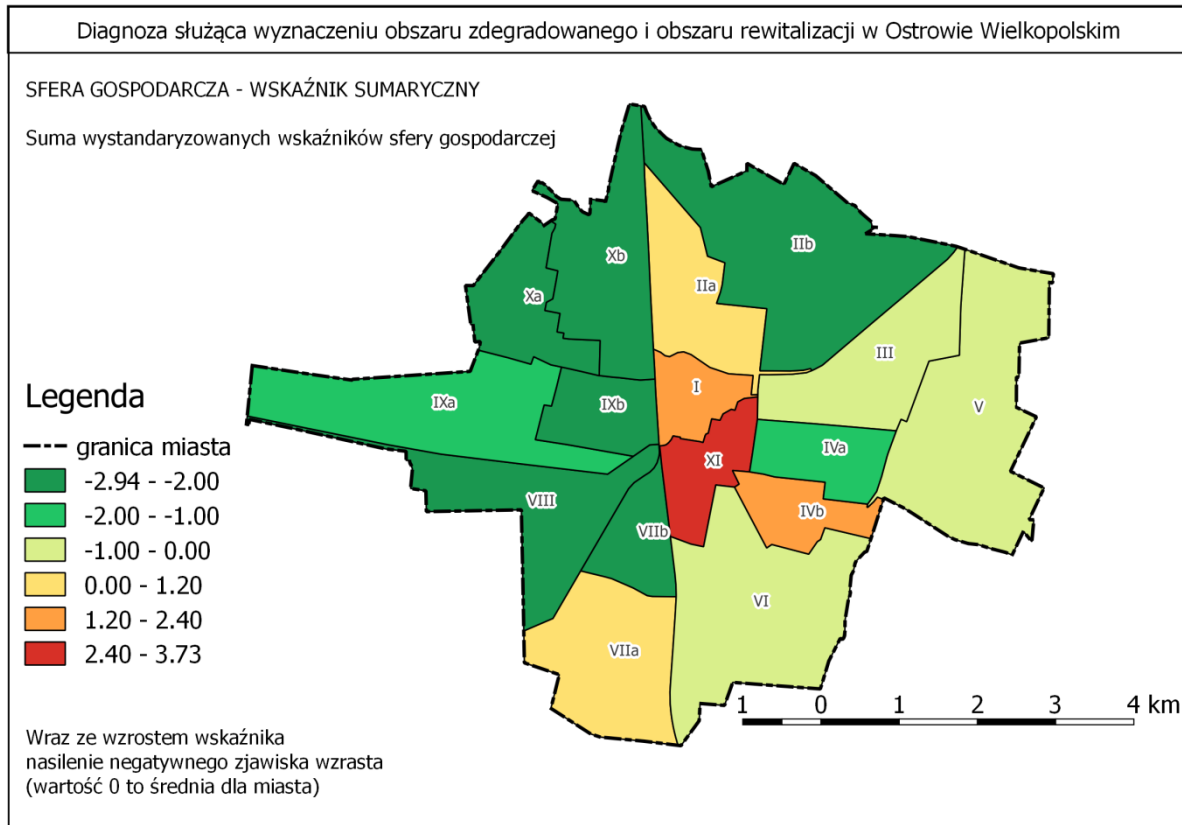 Diagnoza służąca wyznaczeniu obszaru zdegradowanego i obszaru rewitalizacji w Ostrowie Wielkopolskim
SFERA GOSPODARCZA - WSKAŹNIK SUMARYCZNY
Suma wystandaryzowanych wskaźników sfery gospodarczej
Xb
IIb
IIa
Xa
III
I
IXa
IXb
V
XI
IVa
VIII
IVb
VIIb
VI
VIIa
Legenda
granica miasta
-2.94 - -2.00
-2.00 - -1.00
-1.00 - 0.00
0.00 - 1.20
1.20 - 2.40
2.40 - 3.73
1 0 1 2 3 4 km
Wraz ze wzrostem wskaźnika
nasilenie negatywnego zjawiska wzrasta
(wartość 0 to średnia dla miasta)